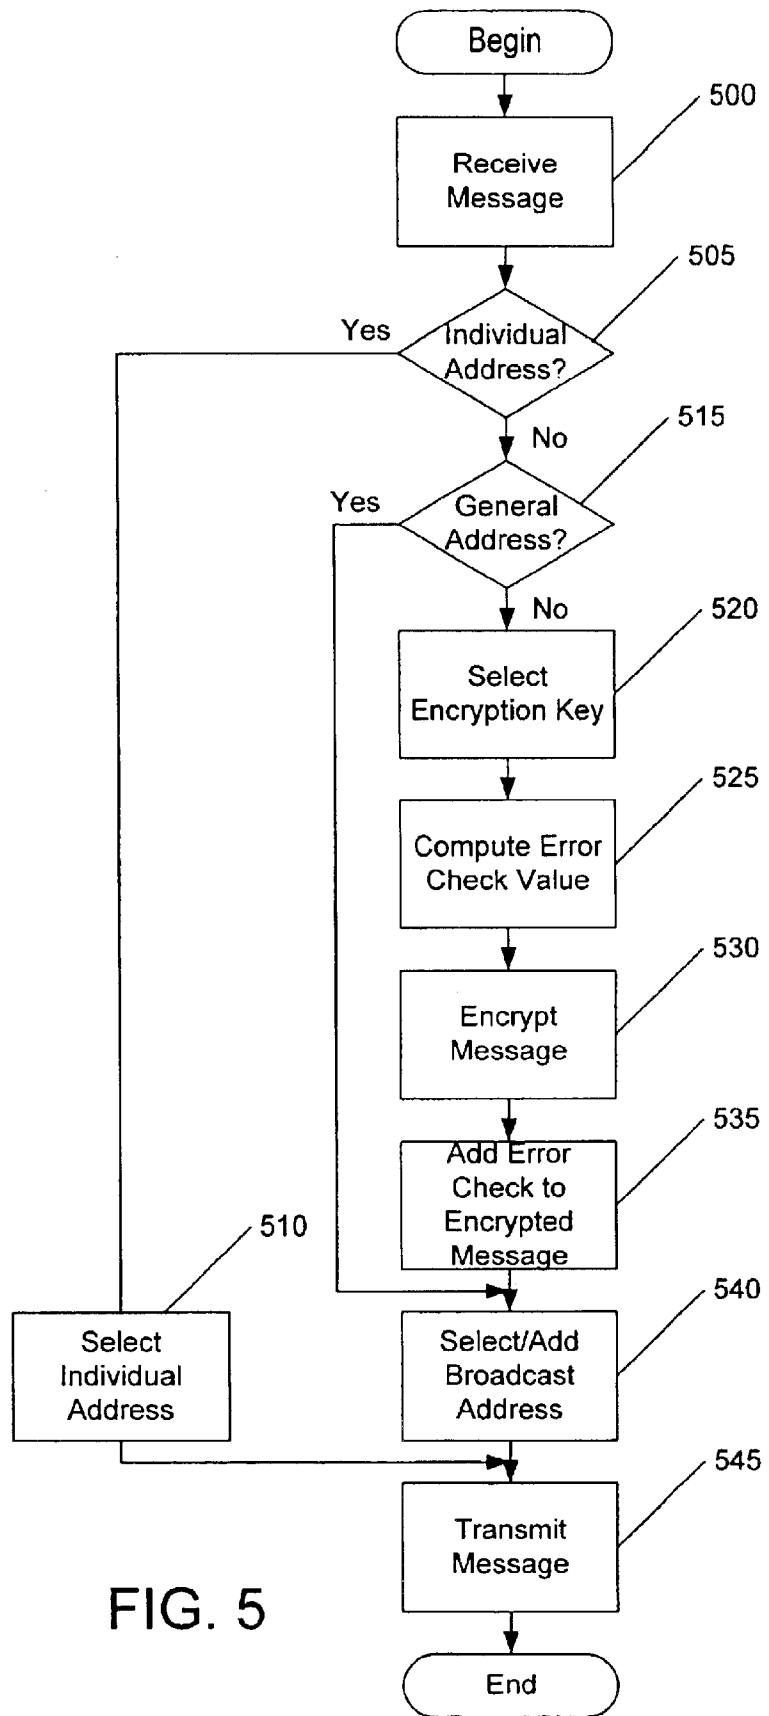 Begin
500
Receive
Message
505
Yes
Individual
Address?
No
515
Yes
General
Address?
No
520
Select
Encryption Key
525
Compute Error
Check Value
530
Encrypt
Message
535
Add Error
Check to
Encrypted
Message
510
Select
Individual
Address
540
Select/Add
Broadcast
Address
545
Transmit
Message
FIG. 5
End